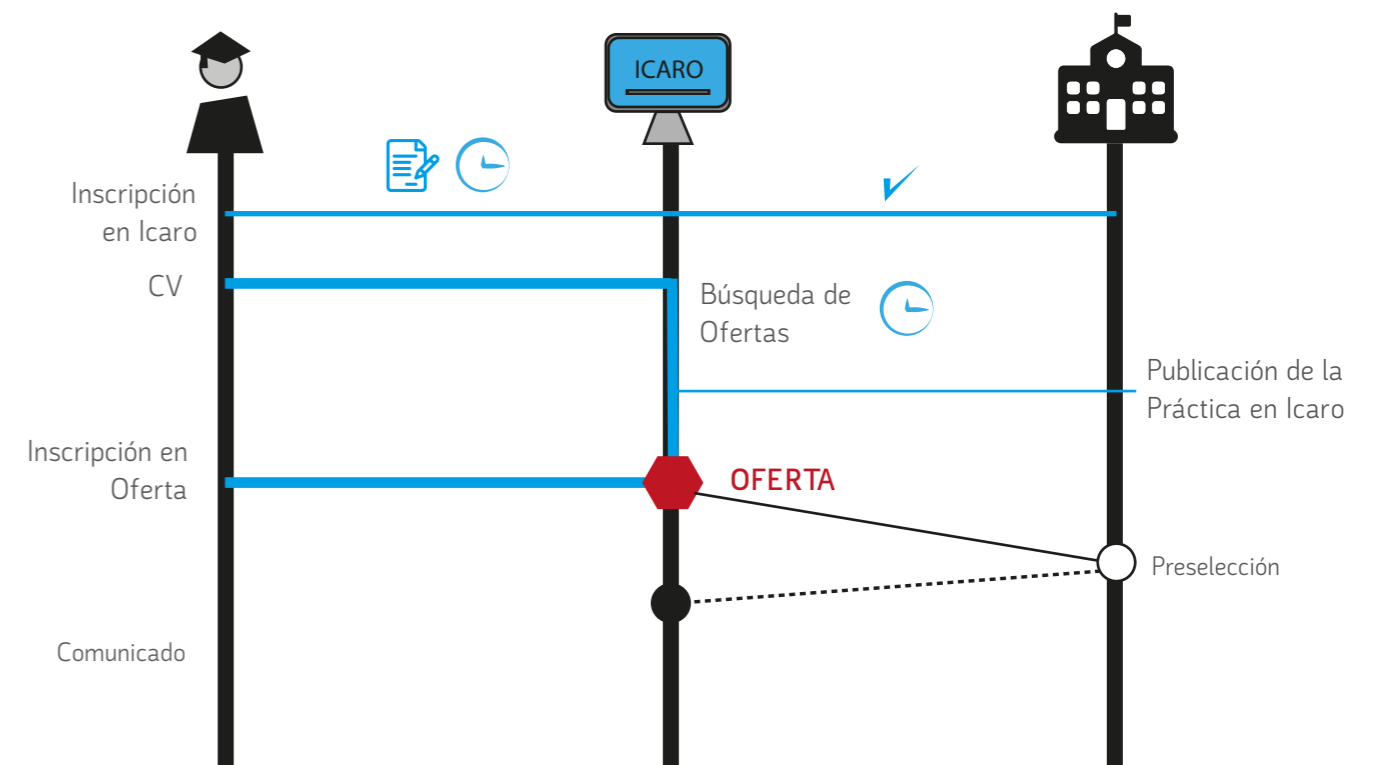 ICARO
Inscripción
en Icaro
CV
Búsqueda de
Ofertas
Publicación de la
Práctica en Icaro
Inscripción en
Oferta
OFERTA
Preselección
Comunicado